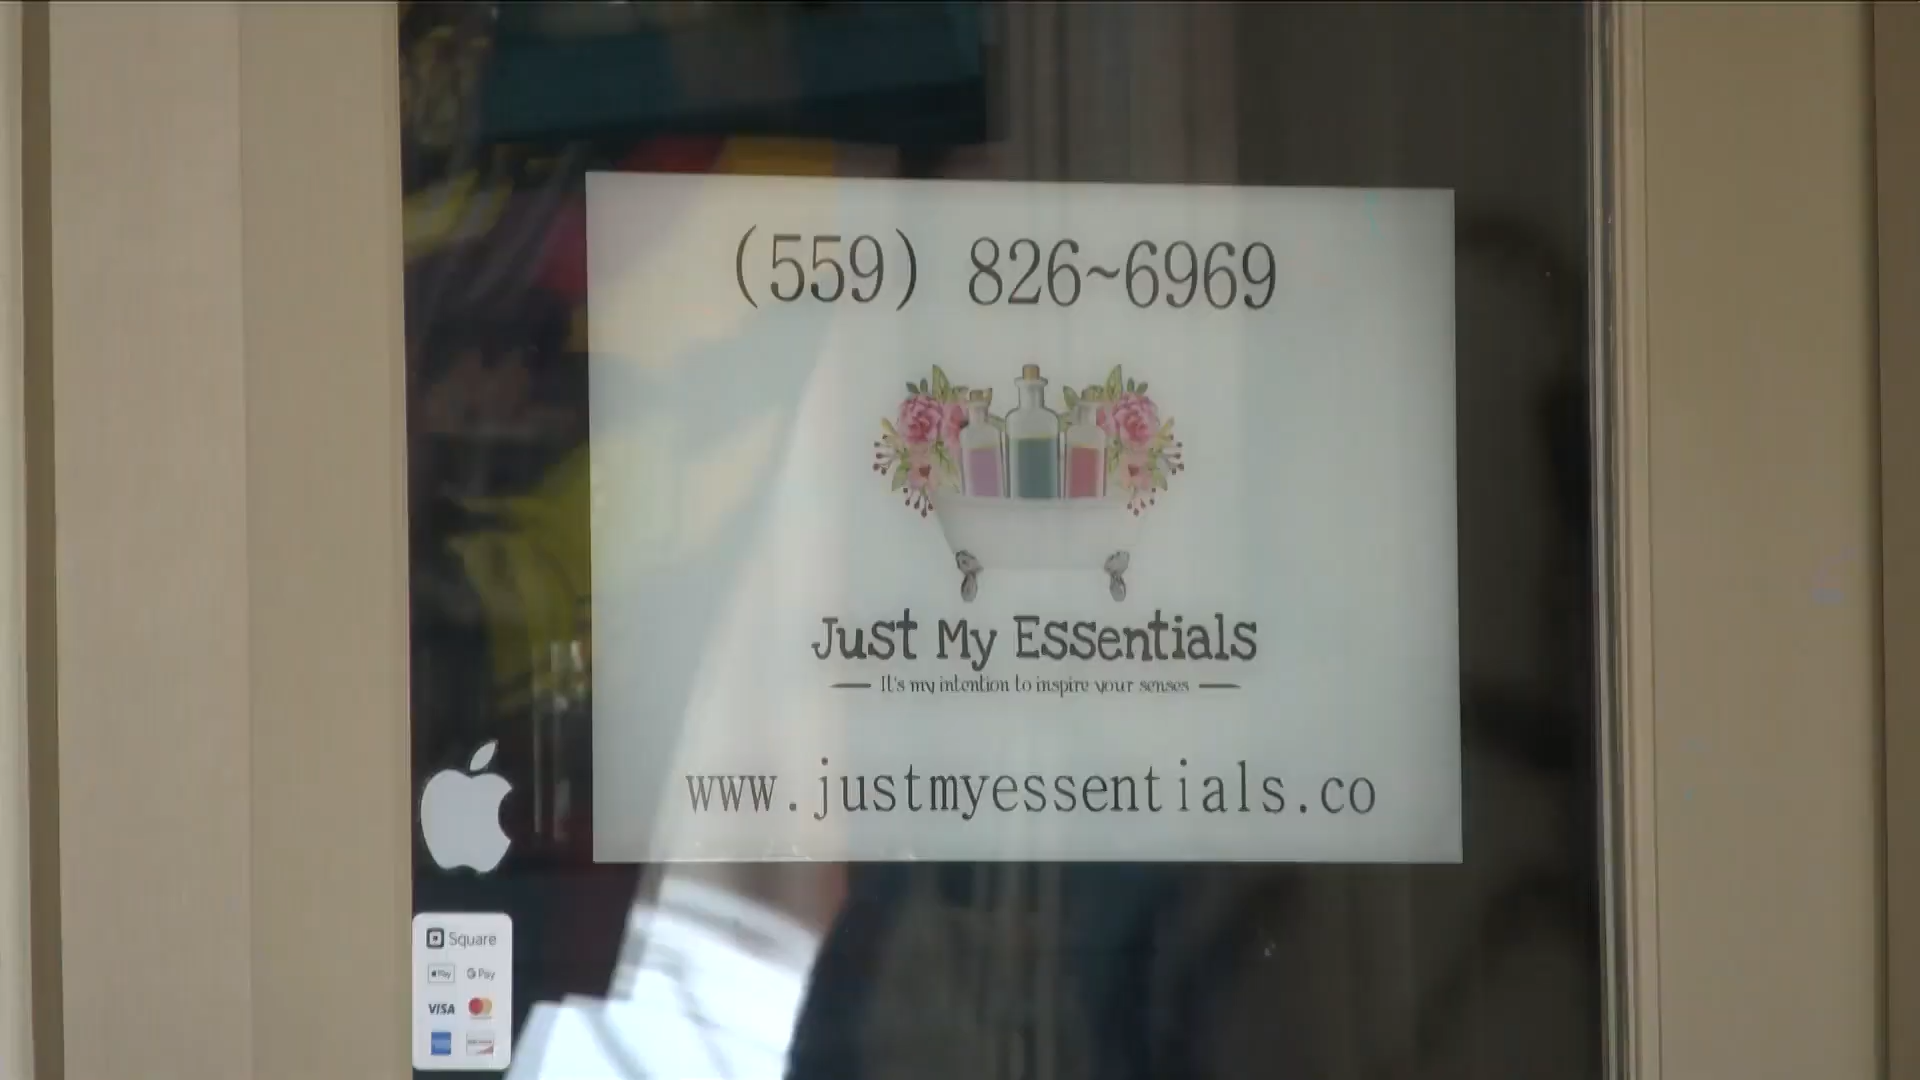 (559) 826~6969
Just My Essentials
It's my intention to inspire your senses
www.justmyessentials.co
Square
Pay
G Pay
VISA